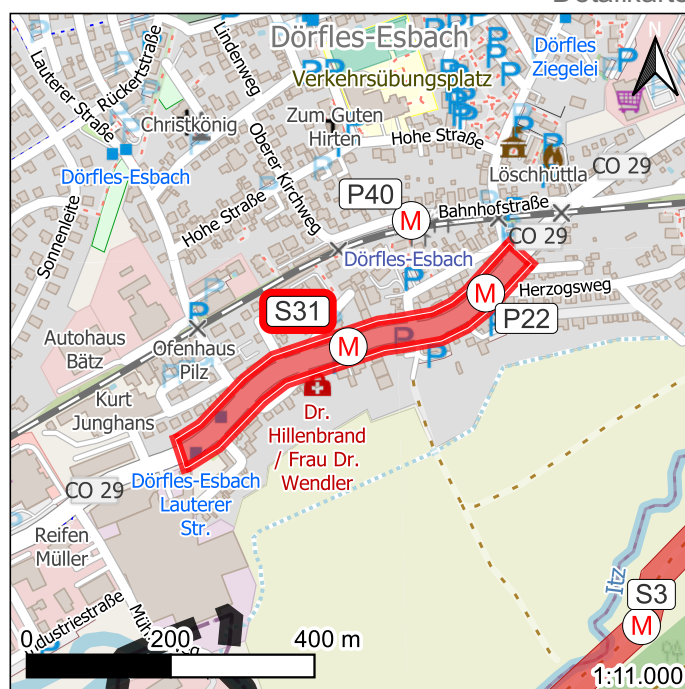 Dörfles-Esbach
Lindenweg
Rückertstraße
Lauterer Straße
Verkehrsübungsplatz
Dörfles
Ziegelei
N
Christkönig
Zum Guten
Hirten
Hohe Straße
Oberer Kirchweg
Löschhüttla
CO 29
Dörfles-Esbach
Sonnenleite
Hohe Straße
P40
M
Bahnhofstraße
CO 29
Dörfles-Esbach
Herzogsweg
M
P22
S31
M
Autohaus
Bätz
Ofenhaus
Pilz
Kurt
Junghans
Dr.
Hillenbrand
/ Frau Dr.
Wendler
CO 29
Dörfles-Esbach
Lauterer
Str.
Reifen
Müller
Itz
S3
M
Industriestraße
0 200 400 m
1:11.000